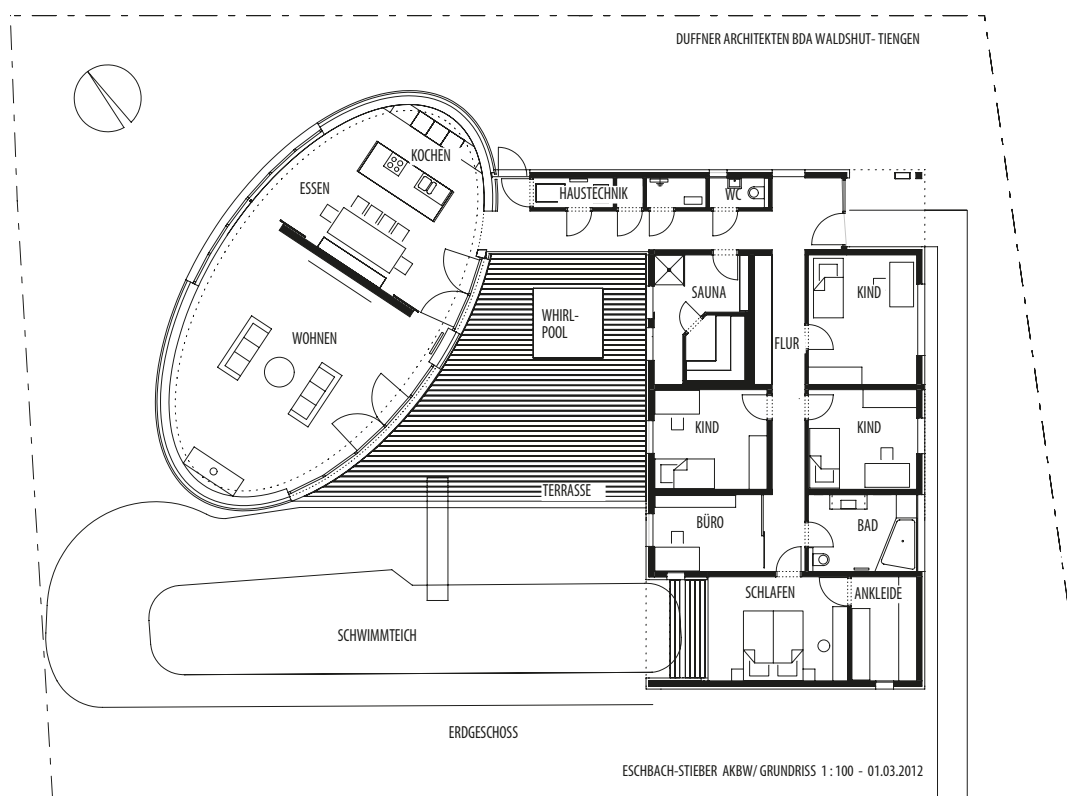 DUFFNER ARCHITEKTEN BDA WALDSHUT- TIENGEN
KOCHEN
ESSEN
HAUSTECHNIK
WC
SAUNA
KIND
WHIRL-
POOL
WOHNEN
FLUR
KIND
KIND
TERRASSE
BÜRO
BAD
SCHLAFEN
ANKLEIDE
SCHWIMMTEICH
ERDGESCHOSS
ESCHBACH-STIEBER AKBW/ GRUNDRISS 1 : 100 - 01.03.2012